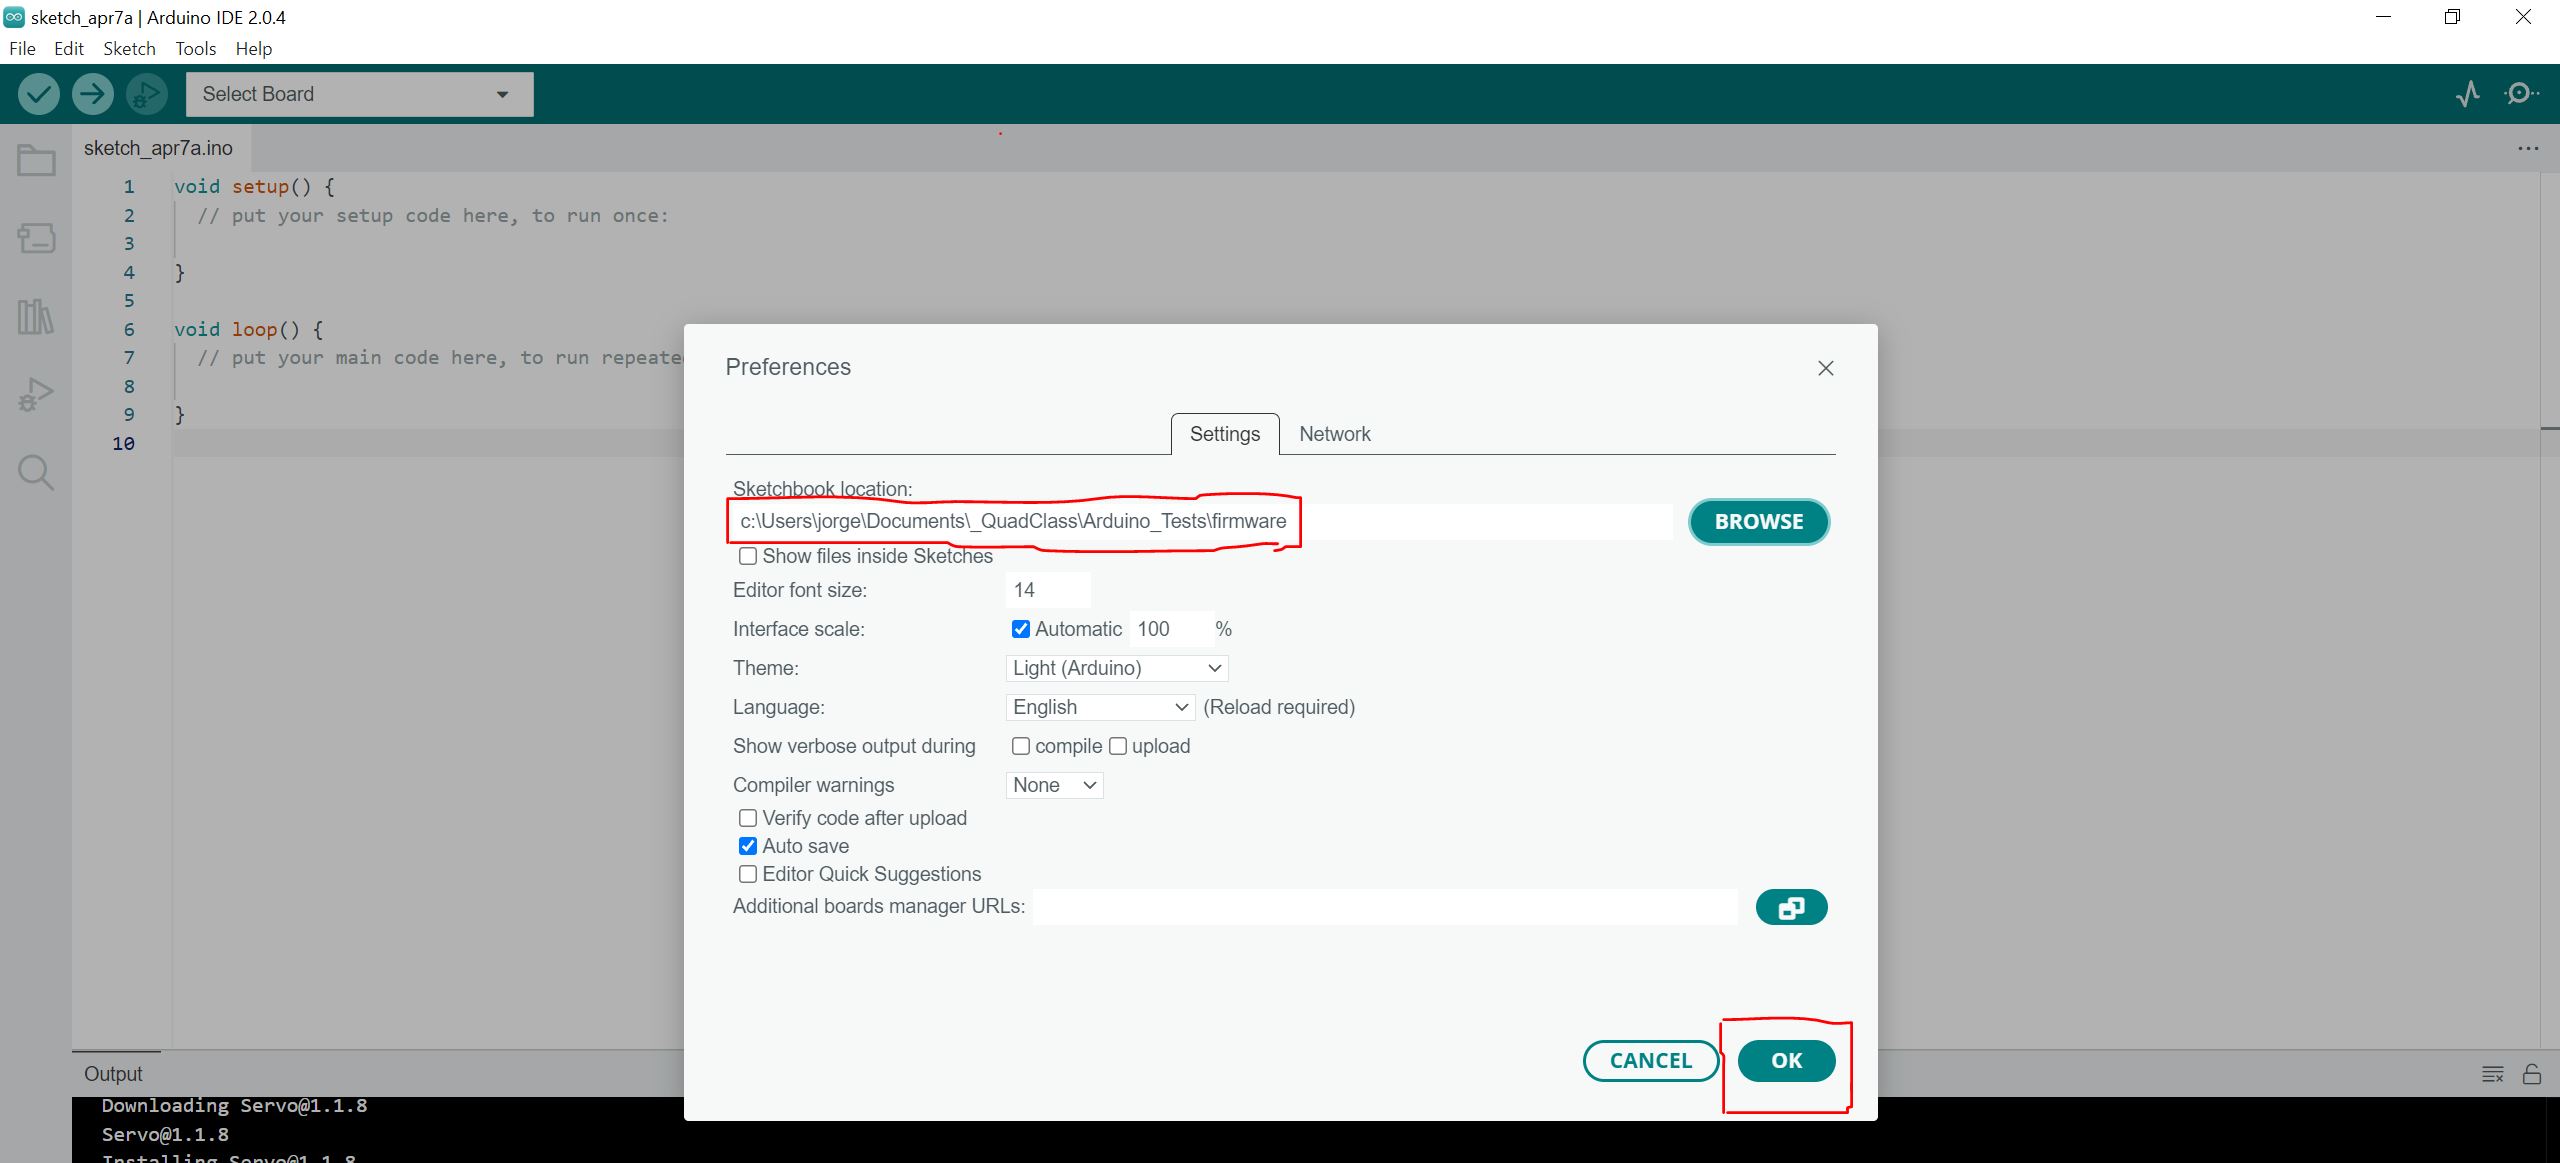 sketch_apr7a | Arduino IDE 2.0.4
File Edit Sketch Tools Help
Select Board
sketch_apr7a.ino
1 void setup() {
2 // put your setup code here, to run once:
3
4 }
5
6 void loop() {
7 // put your main code here, to run repeate
8
9 }
10
Preferences
Settings Network
Sketchbook location:
c:\Users\jorge\Documents\_QuadClass\Arduino_Tests\firmware
BROWSE
Show files inside Sketches
Editor font size: 14
Interface scale: Automatic 100 %
Theme: Light (Arduino)
Language: English (Reload required)
Show verbose output during compile upload
Compiler warnings None
Verify code after upload
Auto save
Editor Quick Suggestions
Additional boards manager URLs:
CANCEL OK
Output
Downloading Servo@1.1.8
Servo@1.1.8
Installing Servo@1.1.8